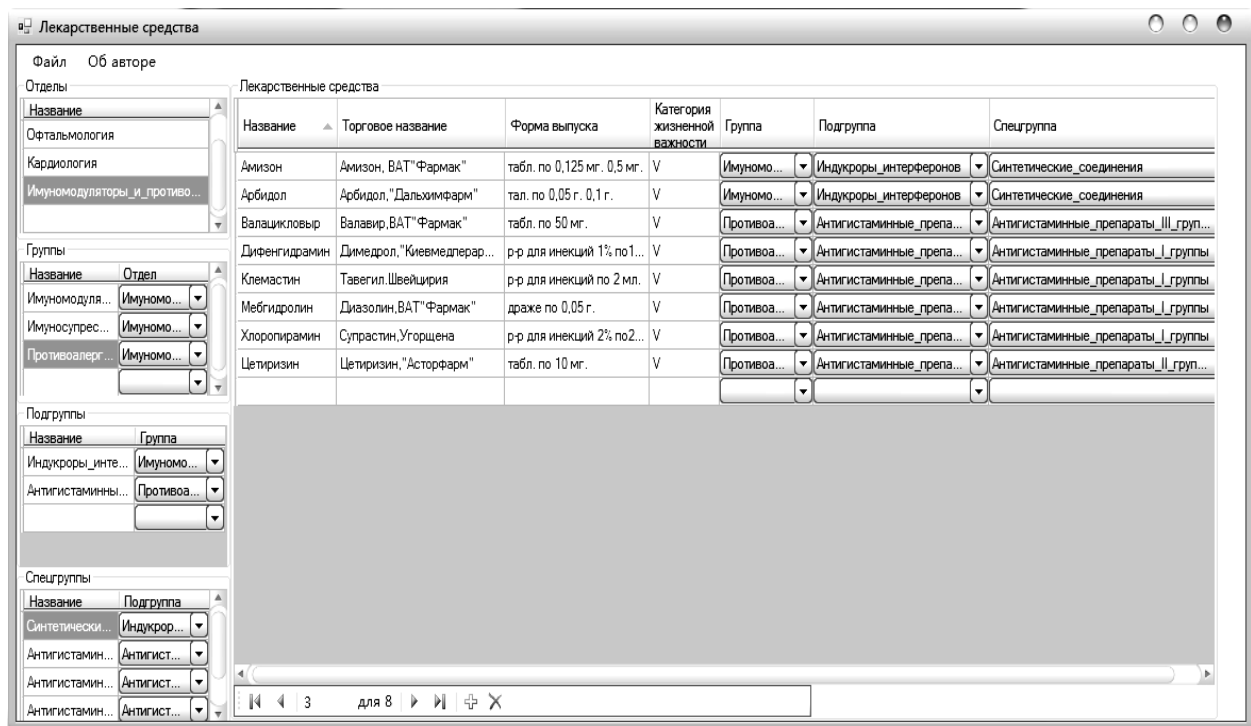 Лекарственные средства
Файл Об авторе
Отделы
Название
Офтальмология
Кардиология
Имуномодуляторы_и_противо...
Группы
Название Отдел
Имуномодуля... Имуномо...
Имуносупрес... Имуномо...
Противоалерг... Имуномо...
Подгруппы
Название Группа
Индукроры_инте... Имуномо...
Антигистаминны... Противоа...
Спецгруппы
Название Подгруппа
Синтетически... Индукрор...
Антигистамин... Антигист...
Антигистамин... Антигист...
Антигистамин... Антигист...
Лекарственные средства
Название Торговое название Форма выпуска Категория жизненной важности Группа Подгруппа Спецгруппа
Амизон Амизон, ВАТ"Фармак" табл. по 0,125 мг. 0,5 мг. V Имуномо... Индукроры_интерферонов Синтетические_соединения
Арбидол Арбидол,"Дальхимфарм" тал. по 0,05 г. 0,1 г. V Имуномо... Индукроры_интерферонов Синтетические_соединения
Валацикловыр Валавир,ВАТ"Фармак" табл. по 50 мг. V Противоа... Антигистаминные_препа... Антигистаминные_препараты_III_груп...
Дифенгидрамин Димедрол,"Киевмедперар... р-р для инекций 1% по1... V Противоа... Антигистаминные_препа... Антигистаминные_препараты_I_группы
Клемастин Тавегил.Швейцирия р-р для инекций по 2 мл. V Противоа... Антигистаминные_препа... Антигистаминные_препараты_I_группы
Мебгидролин Диазолин,ВАТ"Фармак" драже по 0,05 г. V Противоа... Антигистаминные_препа... Антигистаминные_препараты_I_группы
Хлоропирамин Супрастин,Угорщена р-р для инекций 2% по2... V Противоа... Антигистаминные_препа... Антигистаминные_препараты_I_группы
Цетиризин Цетиризин,"Асторфарм" табл. по 10 мг. V Противоа... Антигистаминные_препа... Антигистаминные_препараты_II_груп...
3 для 8